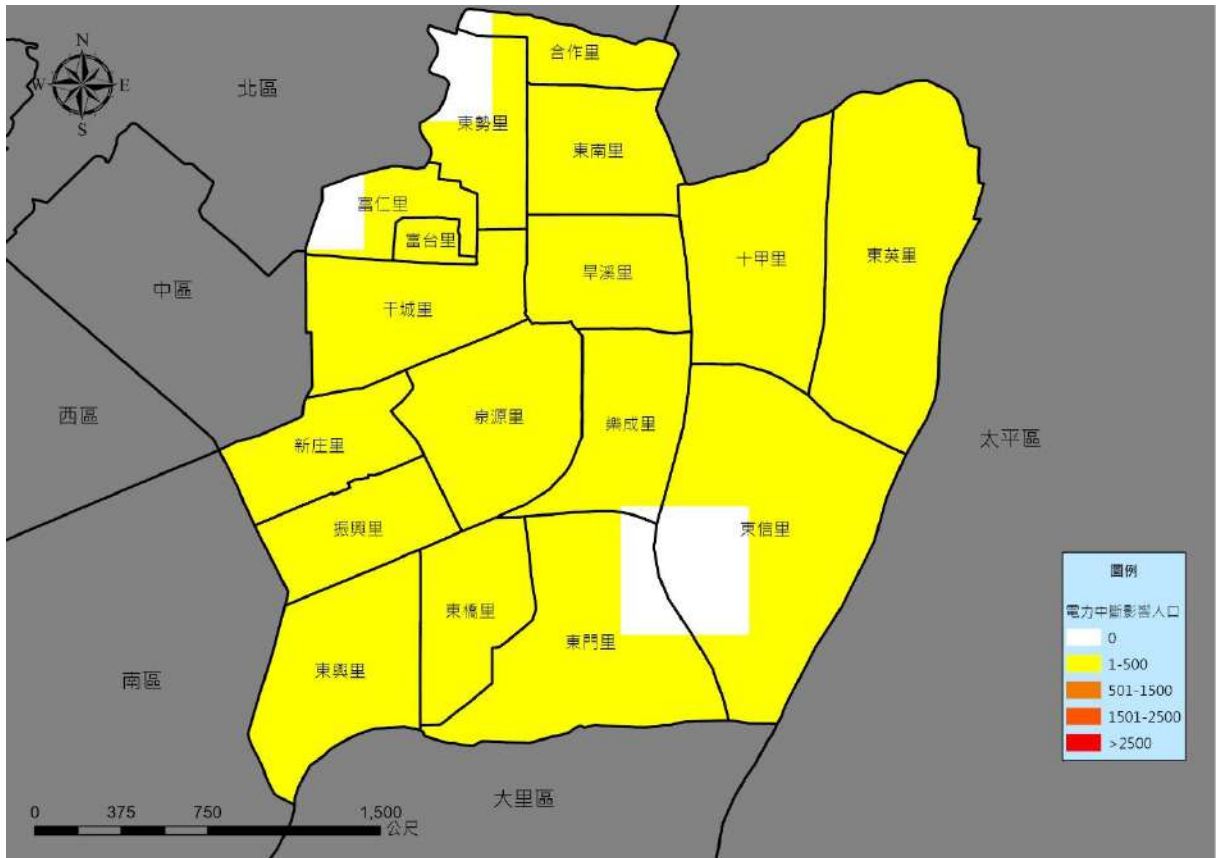 N
W
E
S
北區
合作里
東勢里
東南里
富仁里
富台里
十甲里
東英里
旱溪里
中區
干城里
西區
泉源里
樂成里
新庄里
太平區
振興里
東信里
東橋里
東門里
東興里
南區
大里區
圖例
電力中斷影響人口
0
1-500
501-1500
1501-2500
>2500
0 375 750 1,500
公尺